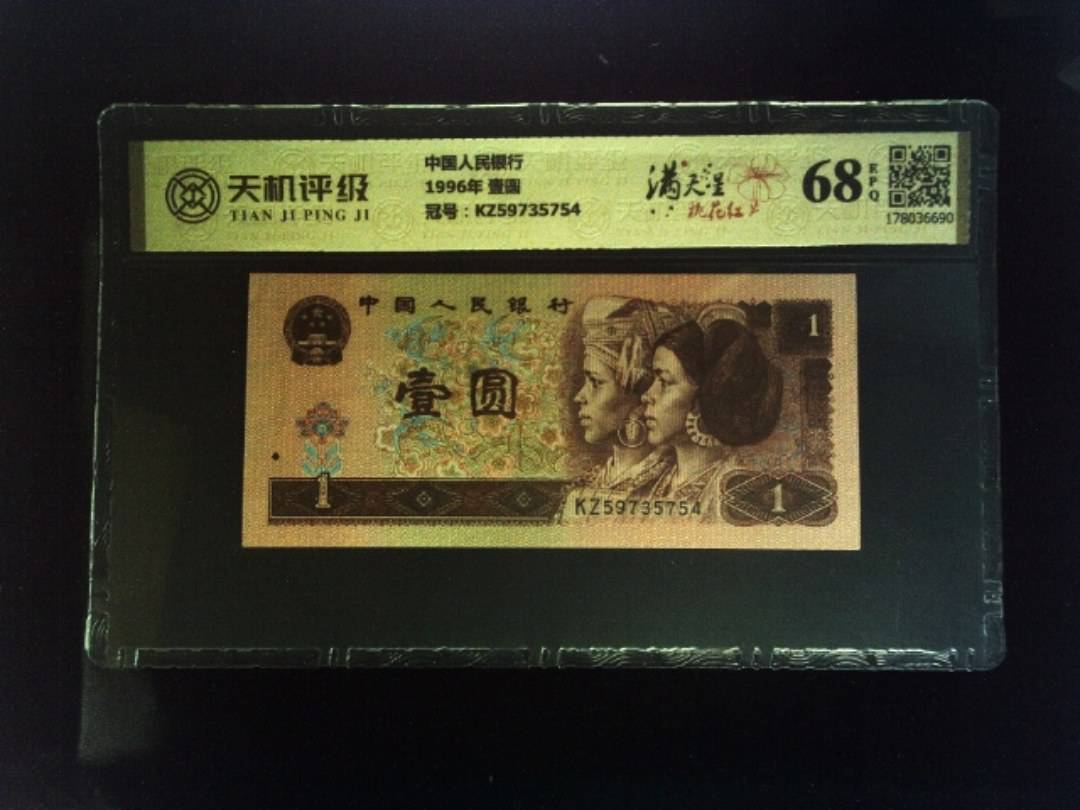 天机评级
TIAN JI PING JI
中国人民银行
1996年 壹圆
冠号：KZ59735754
满天星
桃花红
68
EPQ
178036690
中国人民银行
1
壹圆
1
KZ59735754
1